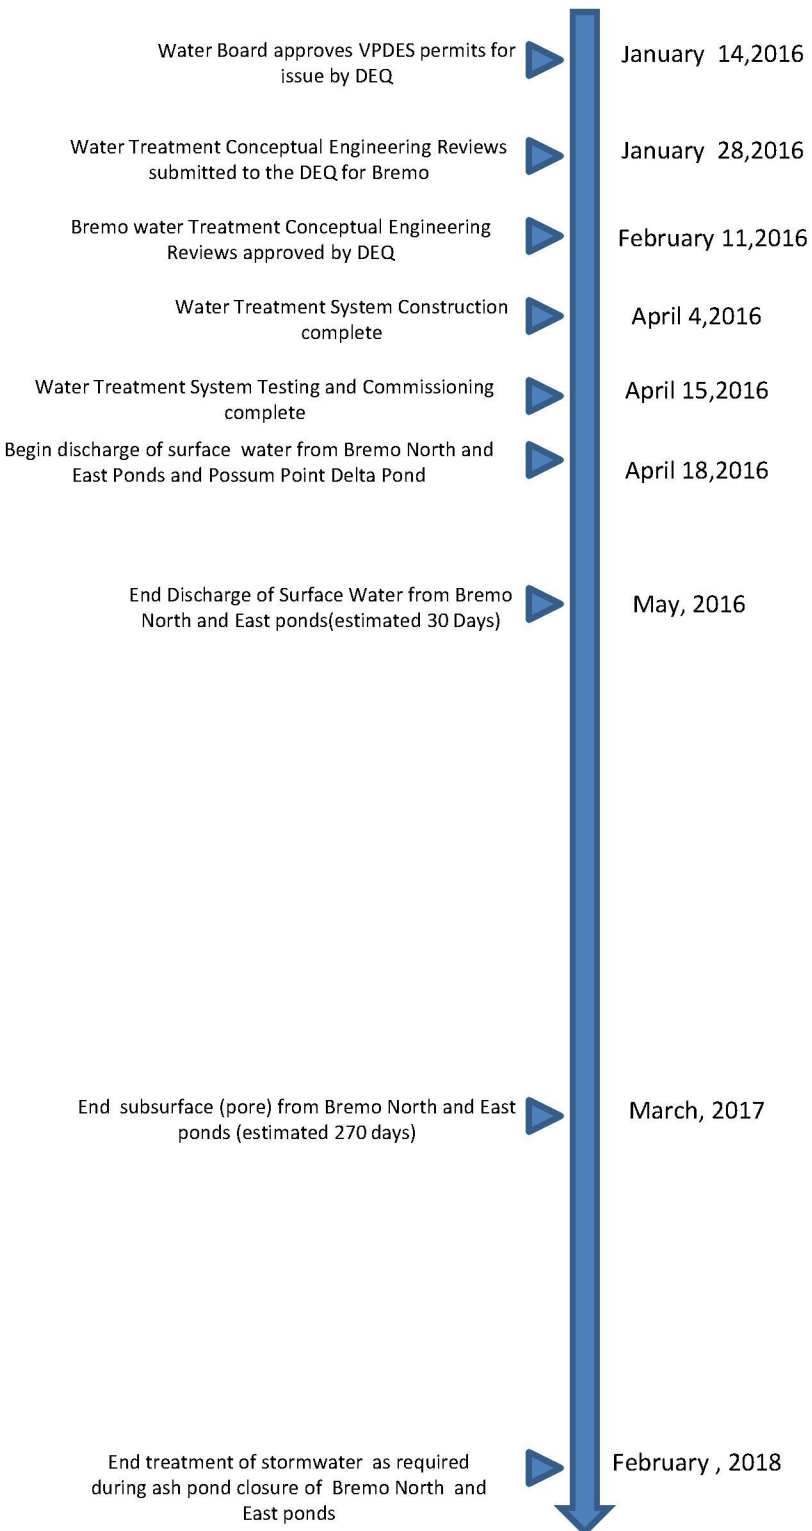 Water Board approves VPDES permits for
issue by DEQ
January 14,2016
Water Treatment Conceptual Engineering Reviews
submitted to the DEQ for Bremo
January 28,2016
Bremo water Treatment Conceptual Engineering
Reviews approved by DEQ
February 11,2016
Water Treatment System Construction
complete
April 4,2016
Water Treatment System Testing and Commissioning
complete
April 15,2016
Begin discharge of surface water from Bremo North and
East Ponds and Possum Point Delta Pond
April 18,2016
End Discharge of Surface Water from Bremo
North and East ponds(estimated 30 Days)
May, 2016
End subsurface (pore) from Bremo North and East
ponds (estimated 270 days)
March, 2017
End treatment of stormwater as required
during ash pond closure of Bremo North and
East ponds
February , 2018